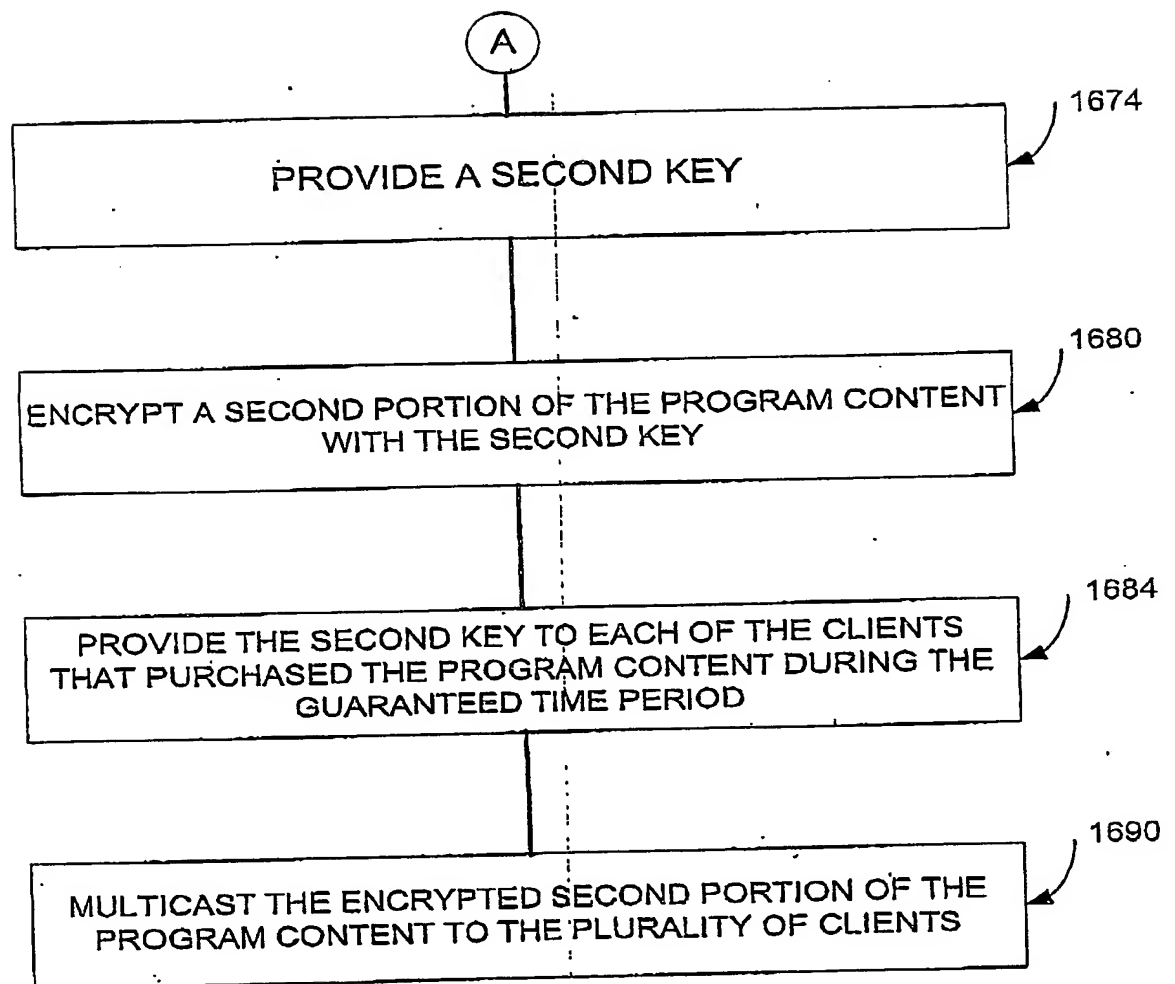 A
1674
PROVIDE A SECOND KEY
1680
ENCRYPT A SECOND PORTION OF THE PROGRAM CONTENT
WITH THE SECOND KEY
1684
PROVIDE THE SECOND KEY TO EACH OF THE CLIENTS
THAT PURCHASED THE PROGRAM CONTENT DURING THE
GUARANTEED TIME PERIOD
1690
MULTICAST THE ENCRYPTED SECOND PORTION OF THE
PROGRAM CONTENT TO THE PLURALITY OF CLIENTS